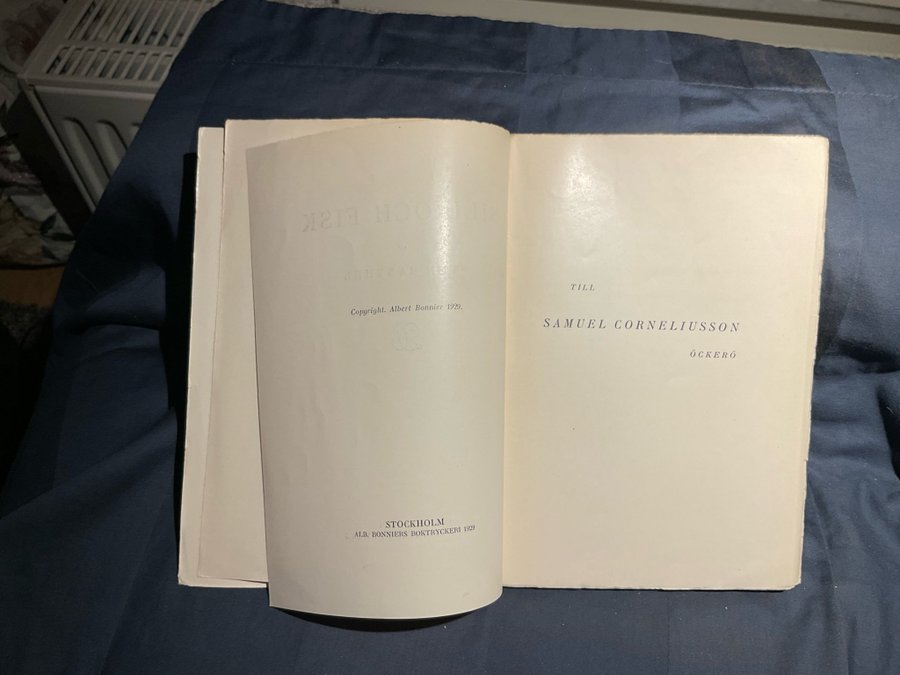 Copyright. Albert Bonnier 1929.
STOCKHOLM
ALB. BONNIERS BOKTRYCKERI 1929
TILL
SAMUEL CORNELIUSSON
ÖCKERÖ